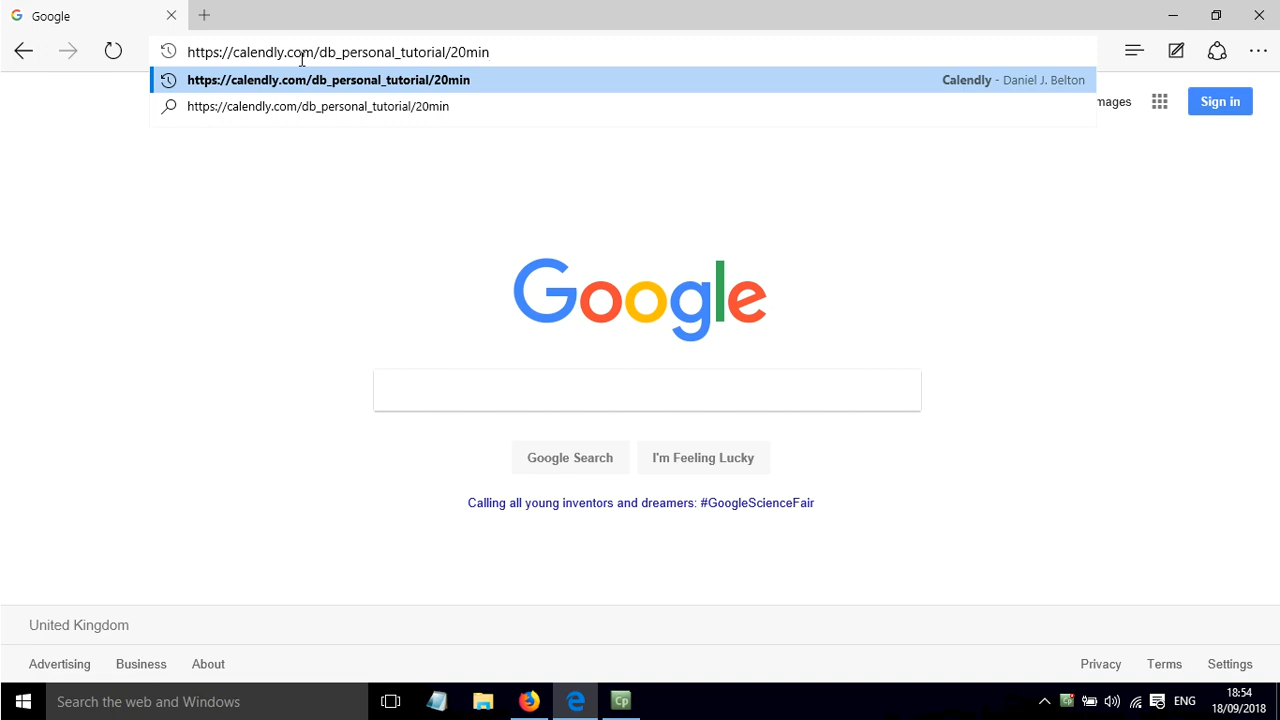 Google
https://calendly.com/db_personal_tutorial/20min
https://calendly.com/db_personal_tutorial/20min Calendly - Daniel J. Belton
https://calendly.com/db_personal_tutorial/20min
mages
Sign in
Google
Google Search
I'm Feeling Lucky
Calling all young inventors and dreamers: #GoogleScienceFair
United Kingdom
Advertising Business About Privacy Terms Settings
Search the web and Windows
Cp
ENG
18:54
18/09/2018